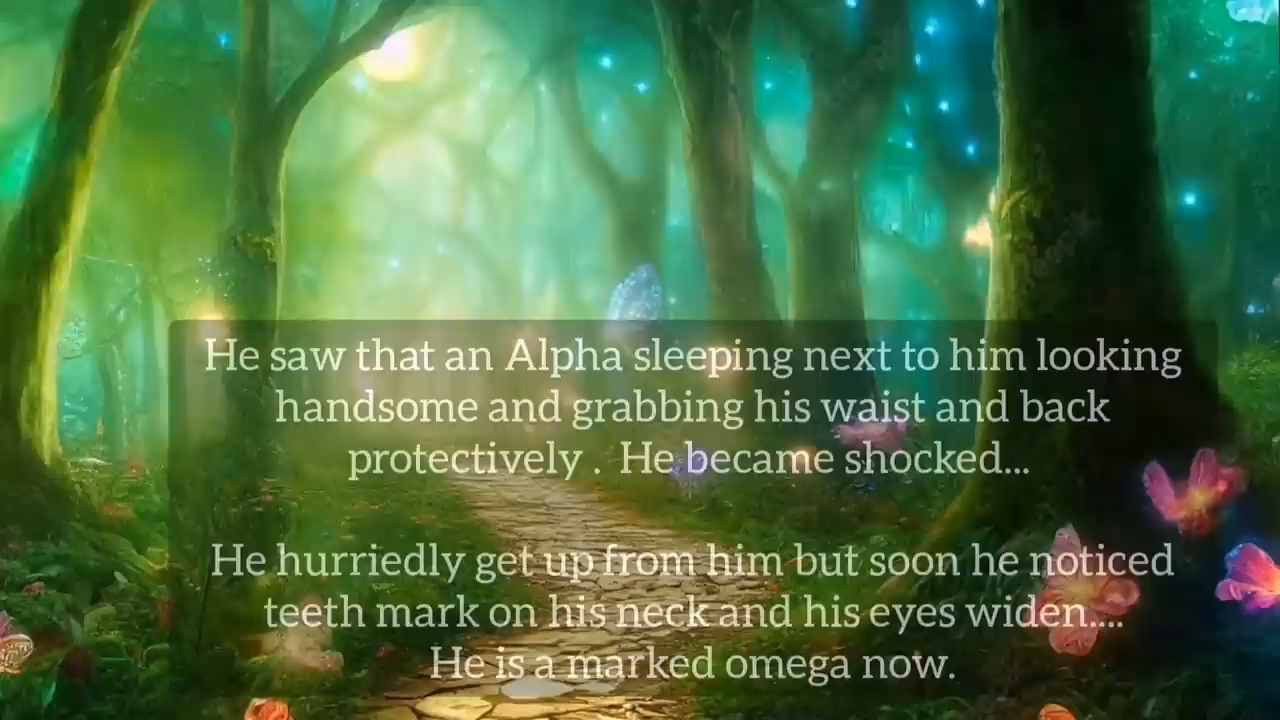 He saw that an Alpha sleeping next to him looking
handsome and grabbing his waist and back
protectively .  He became shocked...
He hurriedly get up from him but soon he noticed
teeth mark on his neck and his eyes widen....
He is a marked omega now.